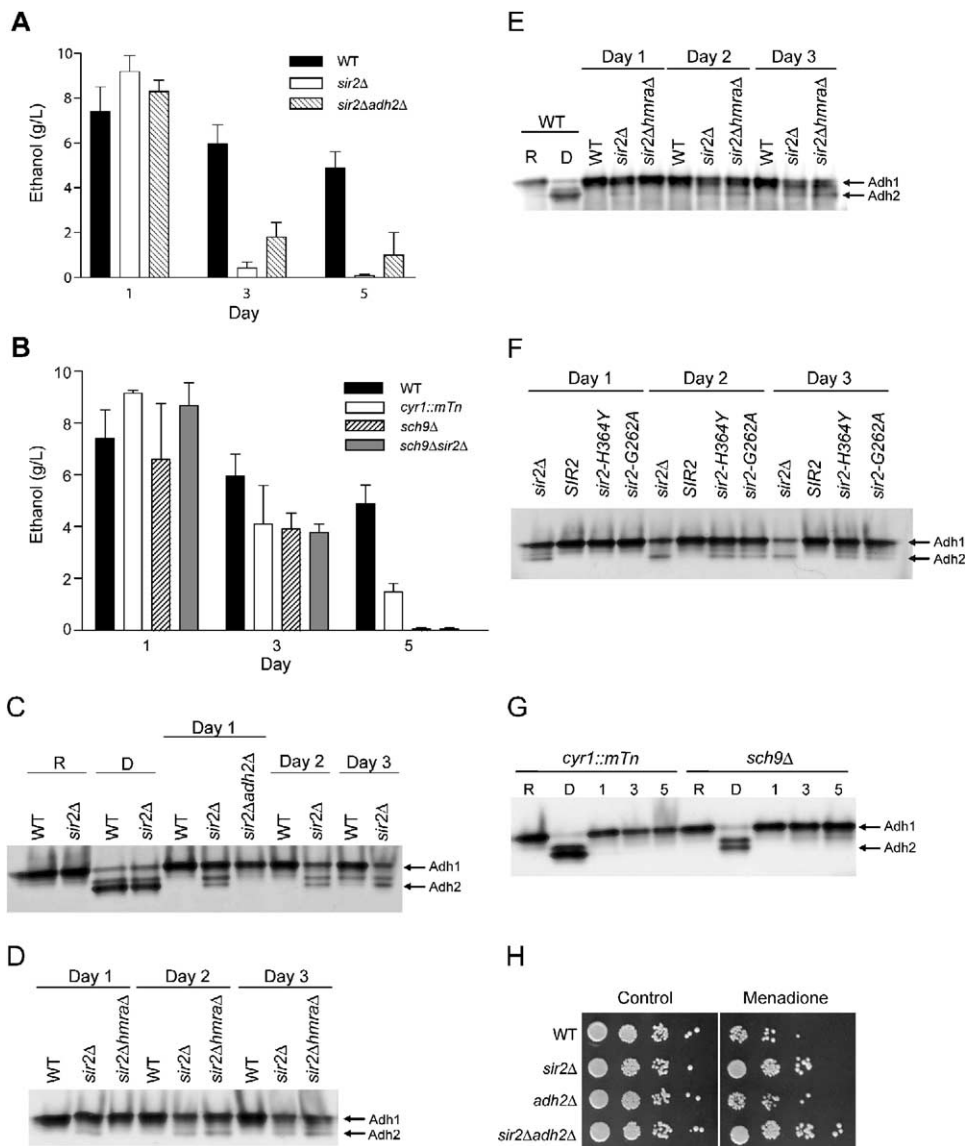 A
Ethanol (g/L)
10
8
6
4
2
0
1
3
5
Day
WT
sir2Δ
sir2Δadh2Δ
B
Ethanol (g/L)
10
8
6
4
2
0
1
3
5
Day
WT
cyr1::mTn
sch9Δ
sch9Δsir2Δ
C
Day 1
R
D
Day 2
Day 3
WT
sir2Δ
WT
sir2Δ
WT
sir2Δ
sir2Δadh2Δ
WT
sir2Δ
WT
sir2Δ
Adh1
Adh2
D
Day 1
Day 2
Day 3
WT
sir2Δ
sir2ΔhmraΔ
WT
sir2Δ
sir2ΔhmraΔ
WT
sir2Δ
sir2ΔhmraΔ
Adh1
Adh2
E
Day 1
Day 2
Day 3
WT
R
D
WT
sir2Δ
sir2ΔhmraΔ
WT
sir2Δ
sir2ΔhmraΔ
WT
sir2Δ
sir2ΔhmraΔ
Adh1
Adh2
F
Day 1
Day 2
Day 3
sir2Δ
SIR2
sir2-H364Y
sir2-G262A
sir2Δ
SIR2
sir2-H364Y
sir2-G262A
sir2Δ
SIR2
sir2-H364Y
sir2-G262A
Adh1
Adh2
G
cyr1::mTn
sch9Δ
R D 1 3 5 R D 1 3 5
Adh1
Adh2
H
Control
Menadione
WT
sir2Δ
adh2Δ
sir2Δadh2Δ